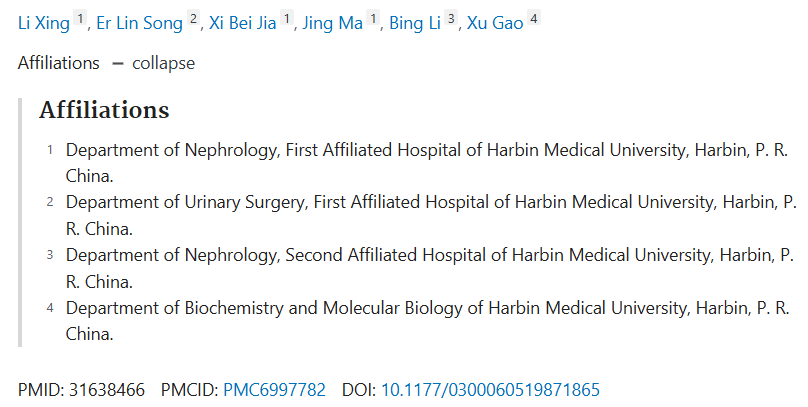 Li Xing 1, Er Lin Song 2, Xi Bei Jia 1, Jing Ma 1, Bing Li 3, Xu Gao 4
Affiliations – collapse
Affiliations
1 Department of Nephrology, First Affiliated Hospital of Harbin Medical University, Harbin, P. R.
China.
2 Department of Urinary Surgery, First Affiliated Hospital of Harbin Medical University, Harbin, P.
R. China.
3 Department of Nephrology, Second Affiliated Hospital of Harbin Medical University, Harbin, P.
R. China.
4 Department of Biochemistry and Molecular Biology of Harbin Medical University, Harbin, P. R.
China.
PMID: 31638466 PMCID: PMC6997782 DOI: 10.1177/0300060519871865